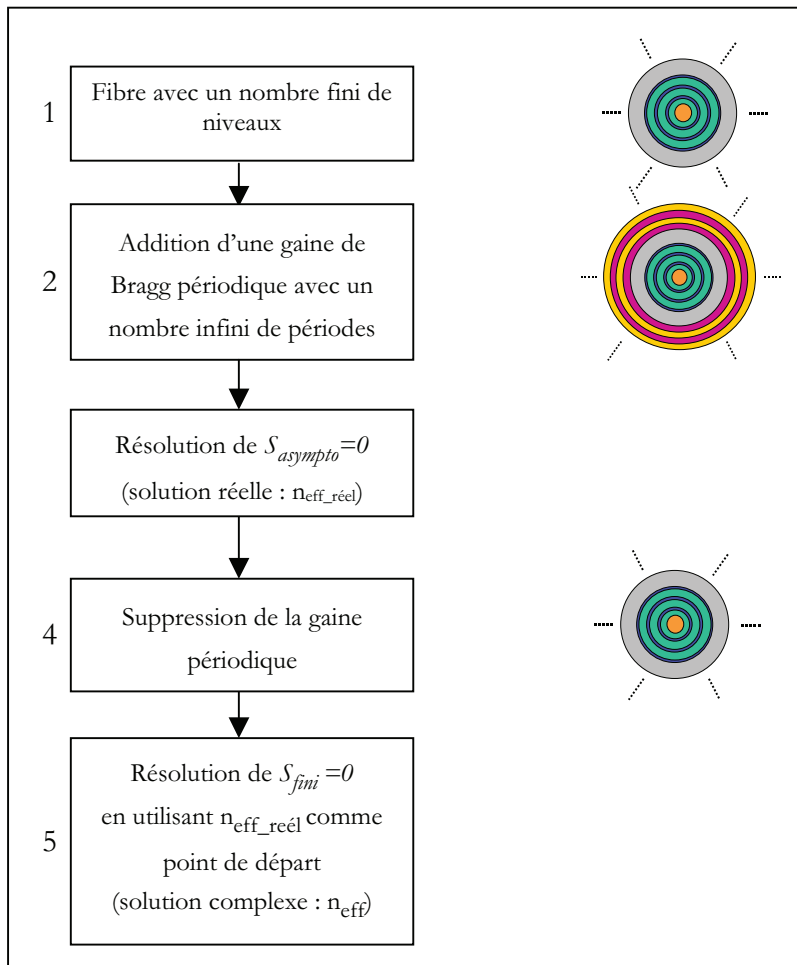 1
Fibre avec un nombre fini de
niveaux
2
Addition d’une gaine de
Bragg périodique avec un
nombre infini de périodes
Résolution de S_asympto=0
(solution réelle : n_eff_réel)
4
Suppression de la gaine
périodique
5
Résolution de S_fini =0
en utilisant n_eff_reél comme
point de départ
(solution complexe : n_eff)